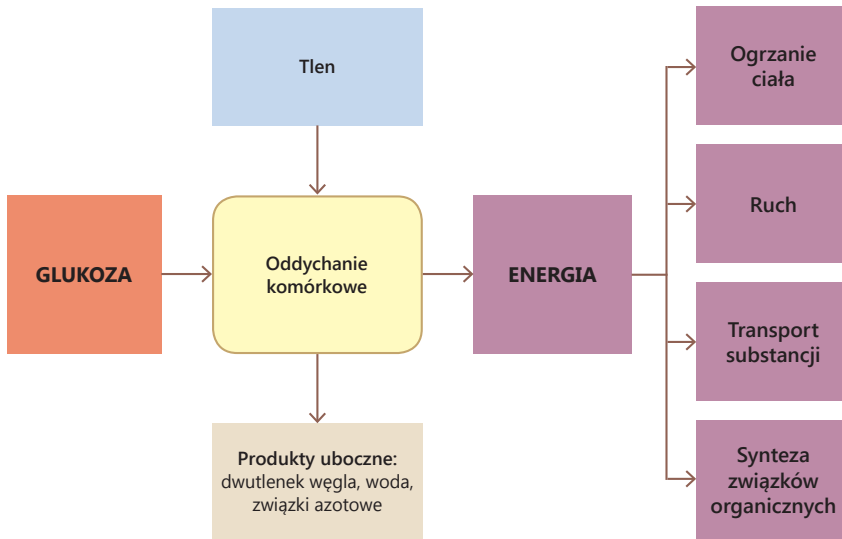 Tlen
GLUKOZA
Oddychanie
komórkowe
ENERGIA
Produkty uboczne:
dwutlenek węgla, woda,
związki azotowe
Ogrzanie
ciała
Ruch
Transport
substancji
Synteza
związków
organicznych